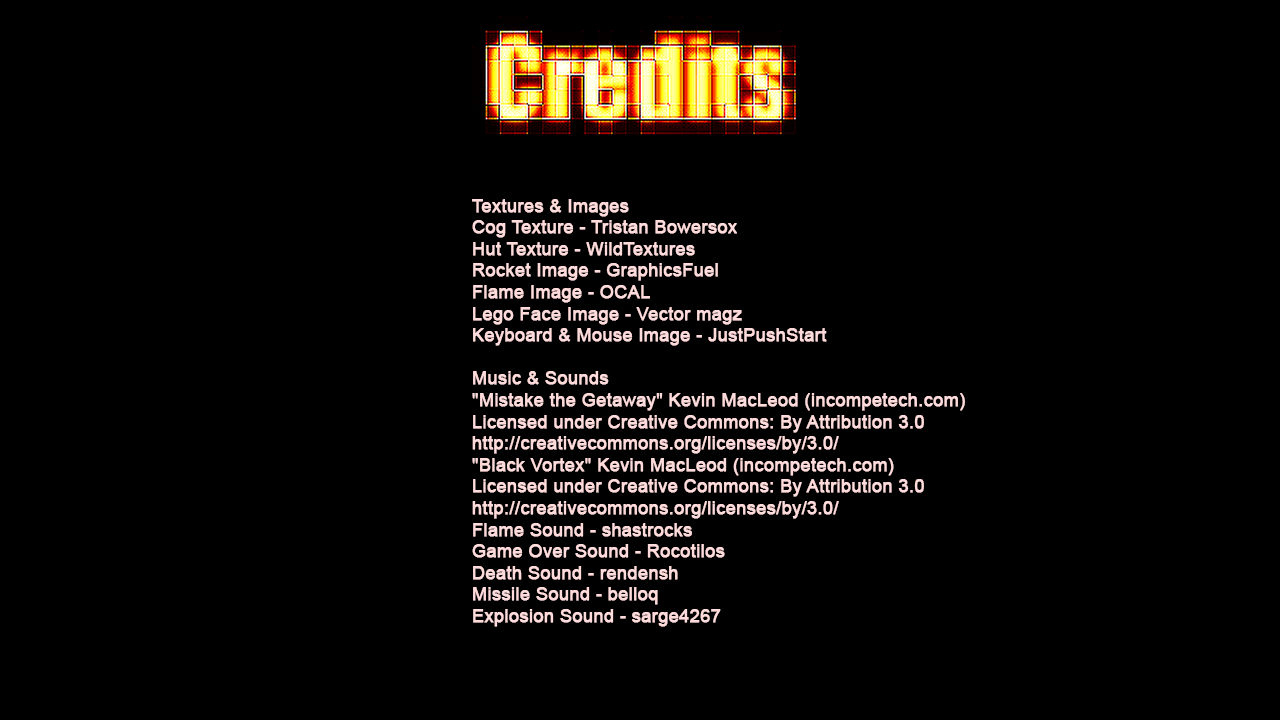 Credits
Textures & Images
Cog Texture - Tristan Bowersox
Hut Texture - WildTextures
Rocket Image - GraphicsFuel
Flame Image - OCAL
Lego Face Image - Vector magz
Keyboard & Mouse Image - JustPushStart
Music & Sounds
"Mistake the Getaway" Kevin MacLeod (incompetech.com)
Licensed under Creative Commons: By Attribution 3.0
http://creativecommons.org/licenses/by/3.0/
"Black Vortex" Kevin MacLeod (incompetech.com)
Licensed under Creative Commons: By Attribution 3.0
http://creativecommons.org/licenses/by/3.0/
Flame Sound - shastrocks
Game Over Sound - Rocotilos
Death Sound - rendensh
Missile Sound - belloq
Explosion Sound - sarge4267